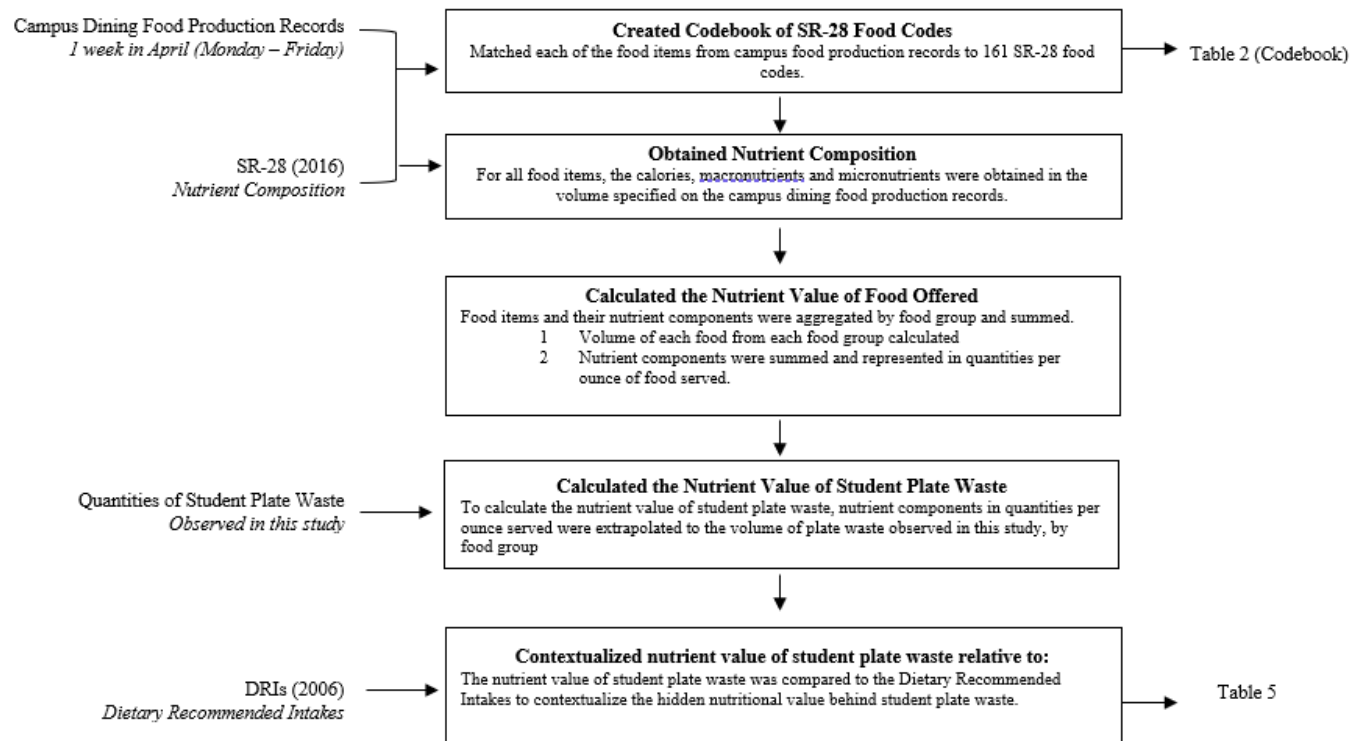 Campus Dining Food Production Records
1 week in April (Monday – Friday)
Created Codebook of SR-28 Food Codes
Matched each of the food items from campus food production records to 161 SR-28 food
codes.
Table 2 (Codebook)
SR-28 (2016)
Nutrient Composition
Obtained Nutrient Composition
For all food items, the calories, macronutrients and micronutrients were obtained in the
volume specified on the campus dining food production records.
Calculated the Nutrient Value of Food Offered
Food items and their nutrient components were aggregated by food group and summed.
1 Volume of each food from each food group calculated
2 Nutrient components were summed and represented in quantities per
ounce of food served.
Quantities of Student Plate Waste
Observed in this study
Calculated the Nutrient Value of Student Plate Waste
To calculate the nutrient value of student plate waste, nutrient components in quantities per
ounce served were extrapolated to the volume of plate waste observed in this study, by
food group
DRIs (2006)
Dietary Recommended Intakes
Contextualized nutrient value of student plate waste relative to:
The nutrient value of student plate waste was compared to the Dietary Recommended
Intakes to contextualize the hidden nutritional value behind student plate waste.
Table 5